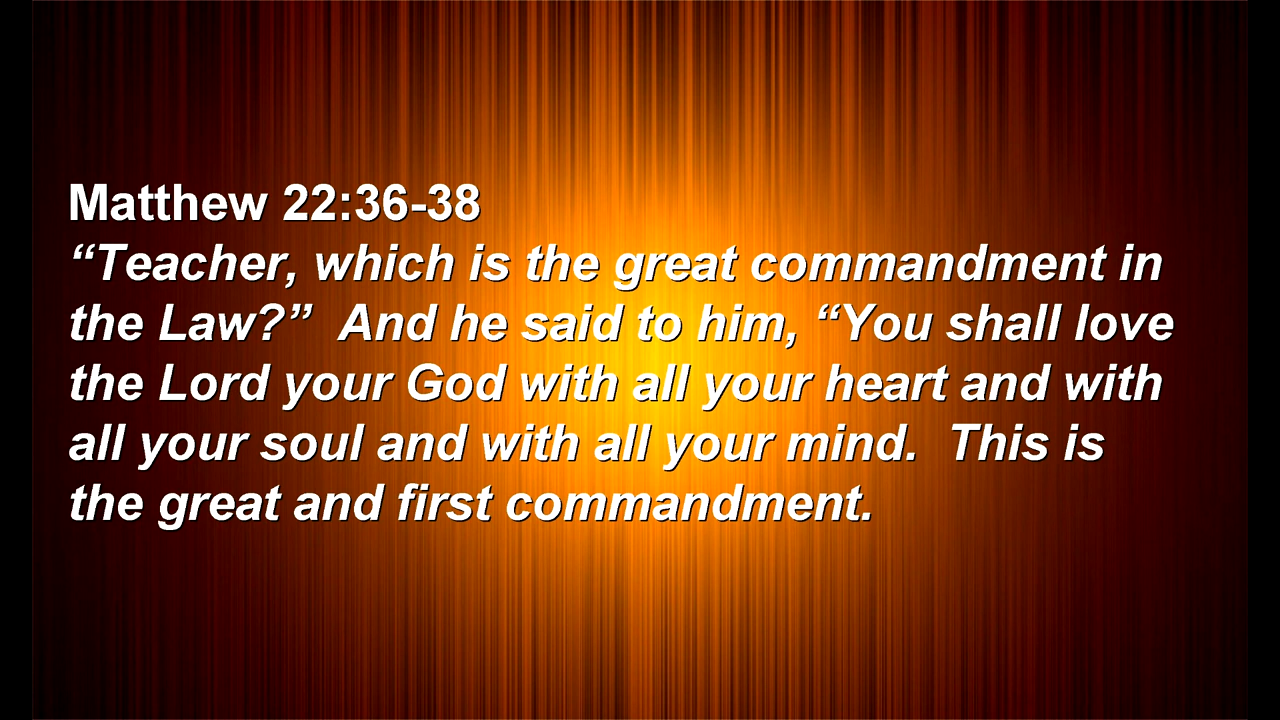 Matthew 22:36-38
“Teacher, which is the great commandment in
the Law?”  And he said to him, “You shall love
the Lord your God with all your heart and with
all your soul and with all your mind.  This is
the great and first commandment.